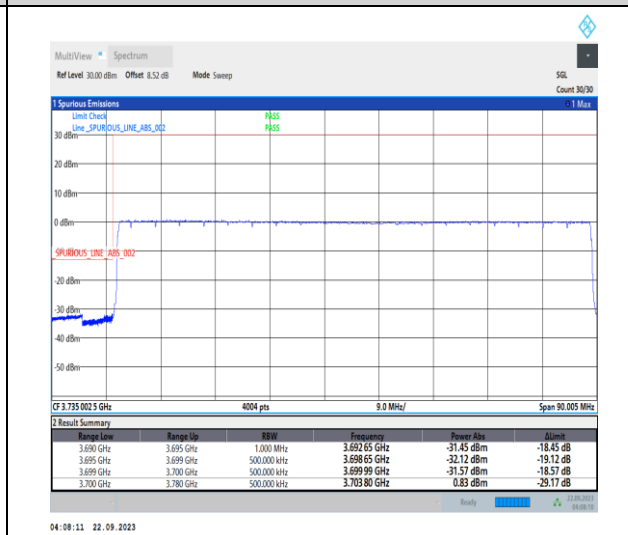 MultiView Spectrum
Ref Level 30.00 dBm Offset 8.52 dB Mode Sweep SGL
Count 30/30
1 Spurious Emissions 1 Max
Limit Check PASS
Line _SPURIOUS_LINE_ABS_002 PASS
30 dBm
20 dBm
10 dBm
0 dBm
_SPURIOUS_LINE_ABS_002
-20 dBm
-30 dBm
-40 dBm
-50 dBm
CF 3.735 002 5 GHz 4004 pts 9.0 MHz/ Span 90.005 MHz
2 Result Summary
Range Low Range Up RBW Frequency Power Abs ΔLimit
3.690 GHz 3.695 GHz 1.000 MHz 3.692 65 GHz -31.45 dBm -18.45 dB
3.695 GHz 3.699 GHz 500.000 kHz 3.698 65 GHz -32.12 dBm -19.12 dB
3.699 GHz 3.700 GHz 500.000 kHz 3.699 99 GHz -31.57 dBm -18.57 dB
3.700 GHz 3.780 GHz 500.000 kHz 3.703 80 GHz 0.83 dBm -29.17 dB
Ready 22.09.2023
04:08:10
04:08:11 22.09.2023